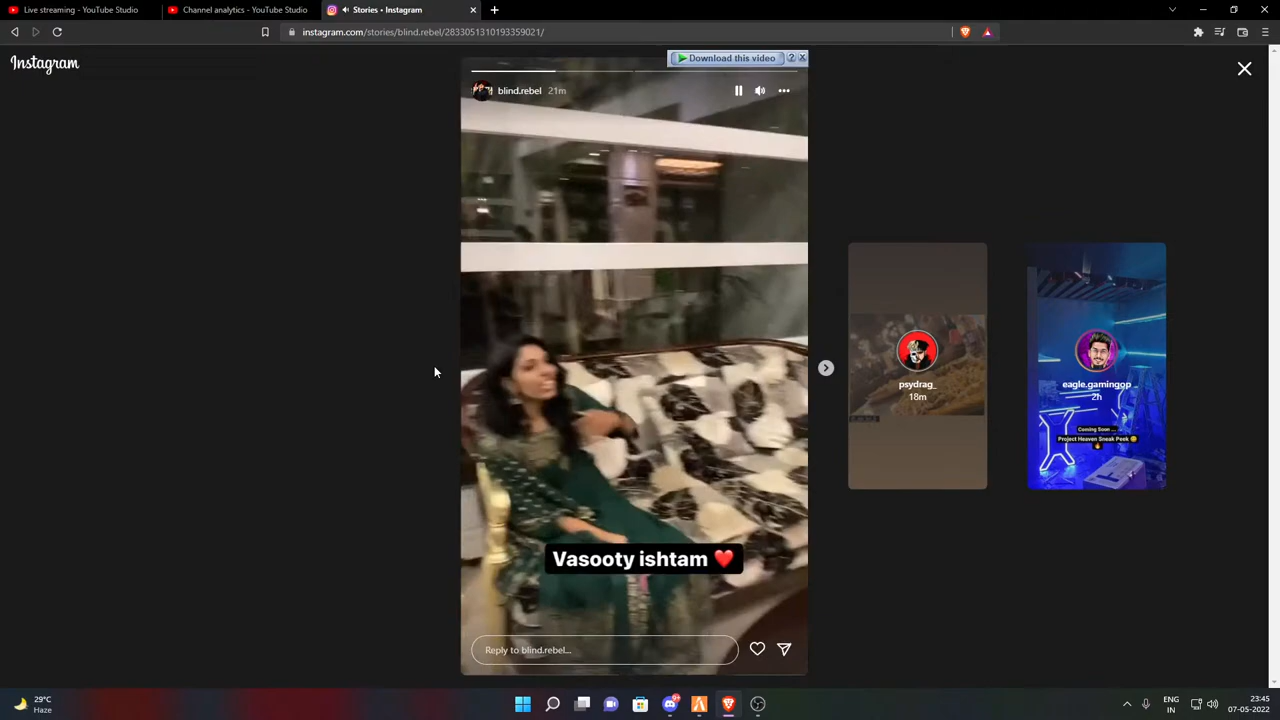 Live streaming - YouTube Studio
Channel analytics - YouTube Studio
Stories • Instagram
instagram.com/stories/blind.rebel/2833051310193359021/
Instagram
Download this video
?
blind.rebel 21m
psydrag_
18m
eagle.gamingop_
2h
Coming Soon ...
Project Heaven Sneak Peek
Vasooty ishtam ❤️
Reply to blind.rebel...
29°C
Haze
9+
ENG
IN
23:45
07-05-2022